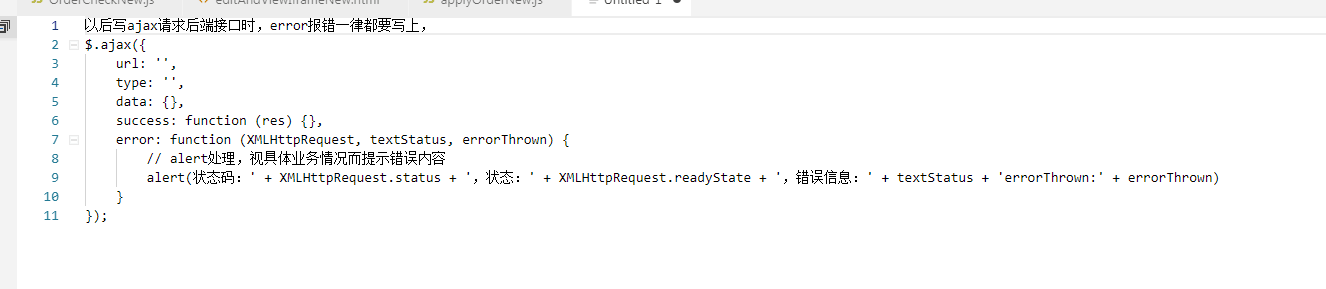 OrderCheckNew.js editAndViewIframeNew.html applyOrderNew.js Untitled-1
1 以后写ajax请求后端接口时，error报错一律都要写上，
2 $.ajax({
3 url: '',
4 type: '',
5 data: {},
6 success: function (res) {},
7 error: function (XMLHttpRequest, textStatus, errorThrown) {
8 // alert处理，视具体业务情况而提示错误内容
9 alert(状态码：' + XMLHttpRequest.status + '，状态：' + XMLHttpRequest.readyState + '，错误信息：' + textStatus + 'errorThrown:' + errorThrown)
10 }
11 });